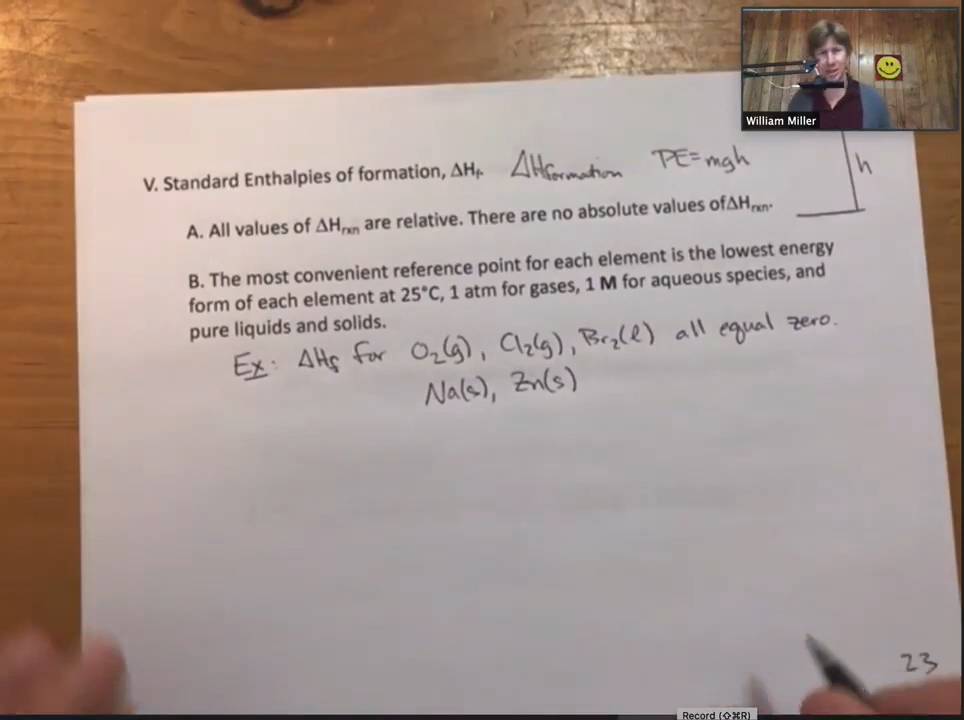 William Miller
V. Standard Enthalpies of formation, ΔHf. ΔHformation PE=mgh
h
A. All values of ΔHrxn are relative. There are no absolute values ofΔHrxn.
B. The most convenient reference point for each element is the lowest energy
form of each element at 25°C, 1 atm for gases, 1 M for aqueous species, and
pure liquids and solids.
Ex: ΔHf for O2(g), Cl2(g), Br2(l) all equal zero.
Na(s), Zn(s)
23
Record (⇧⌘R)